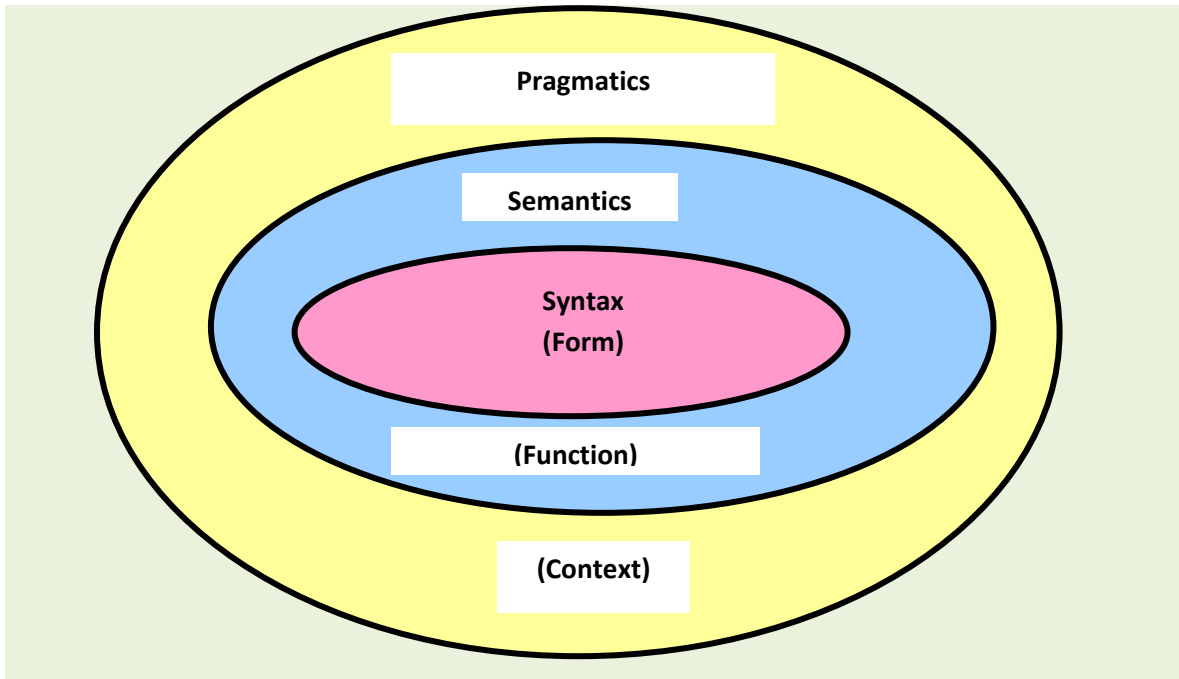 Pragmatics
Semantics
Syntax
(Form)
(Function)
(Context)